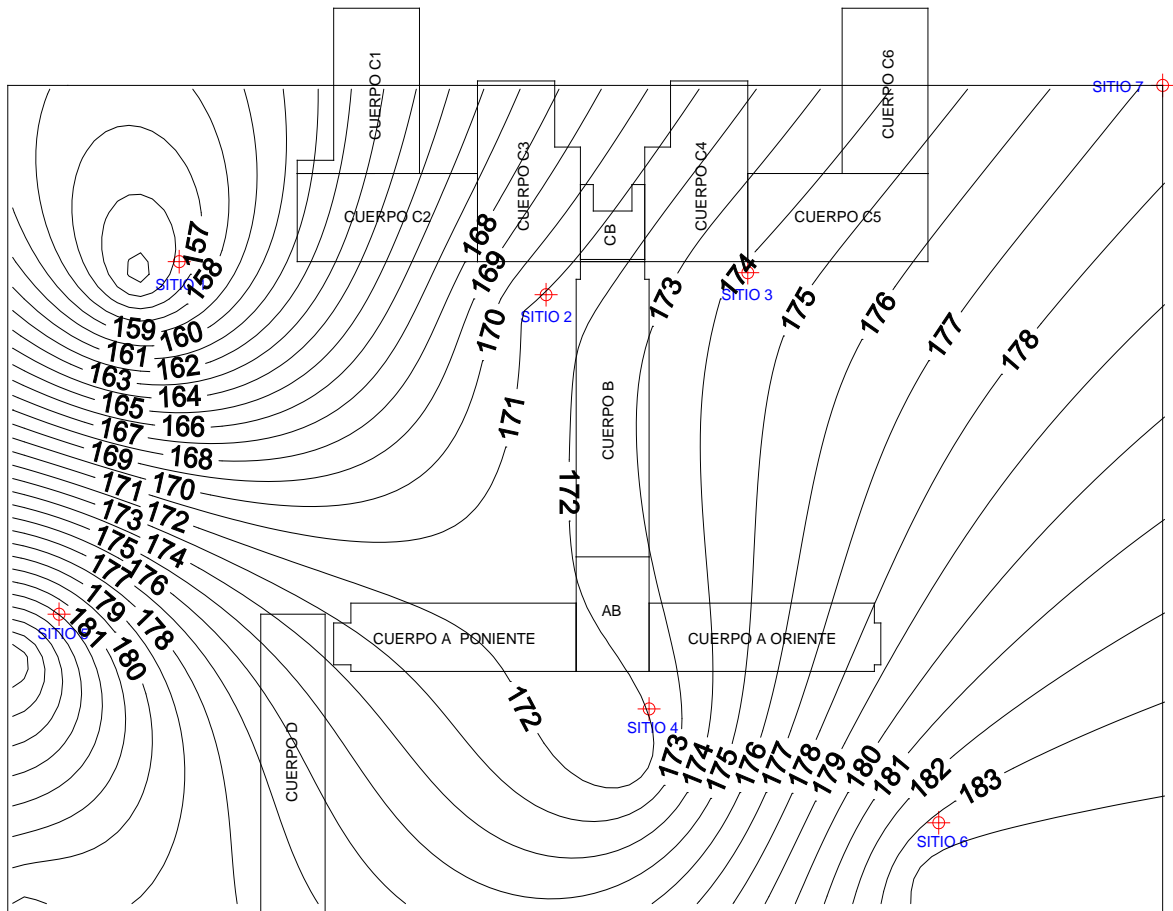 CUERPO C1
CUERPO C6
SITIO 7
CUERPO C3
CUERPO C4
CUERPO C2
CUERPO C5
CB
157
158
SITIO 1
168
169
170
171
SITIO 2
172
173
174
SITIO 3
175
176
177
178
159
160
161
162
163
164
165
166
167
168
169
170
171
172
173
174
175
176
177
178
179
180
181
SITIO 5
CUERPO B
AB
CUERPO A PONIENTE
CUERPO A ORIENTE
CUERPO D
172
SITIO 4
173
174
175
176
177
178
179
180
181
182
183
SITIO 6